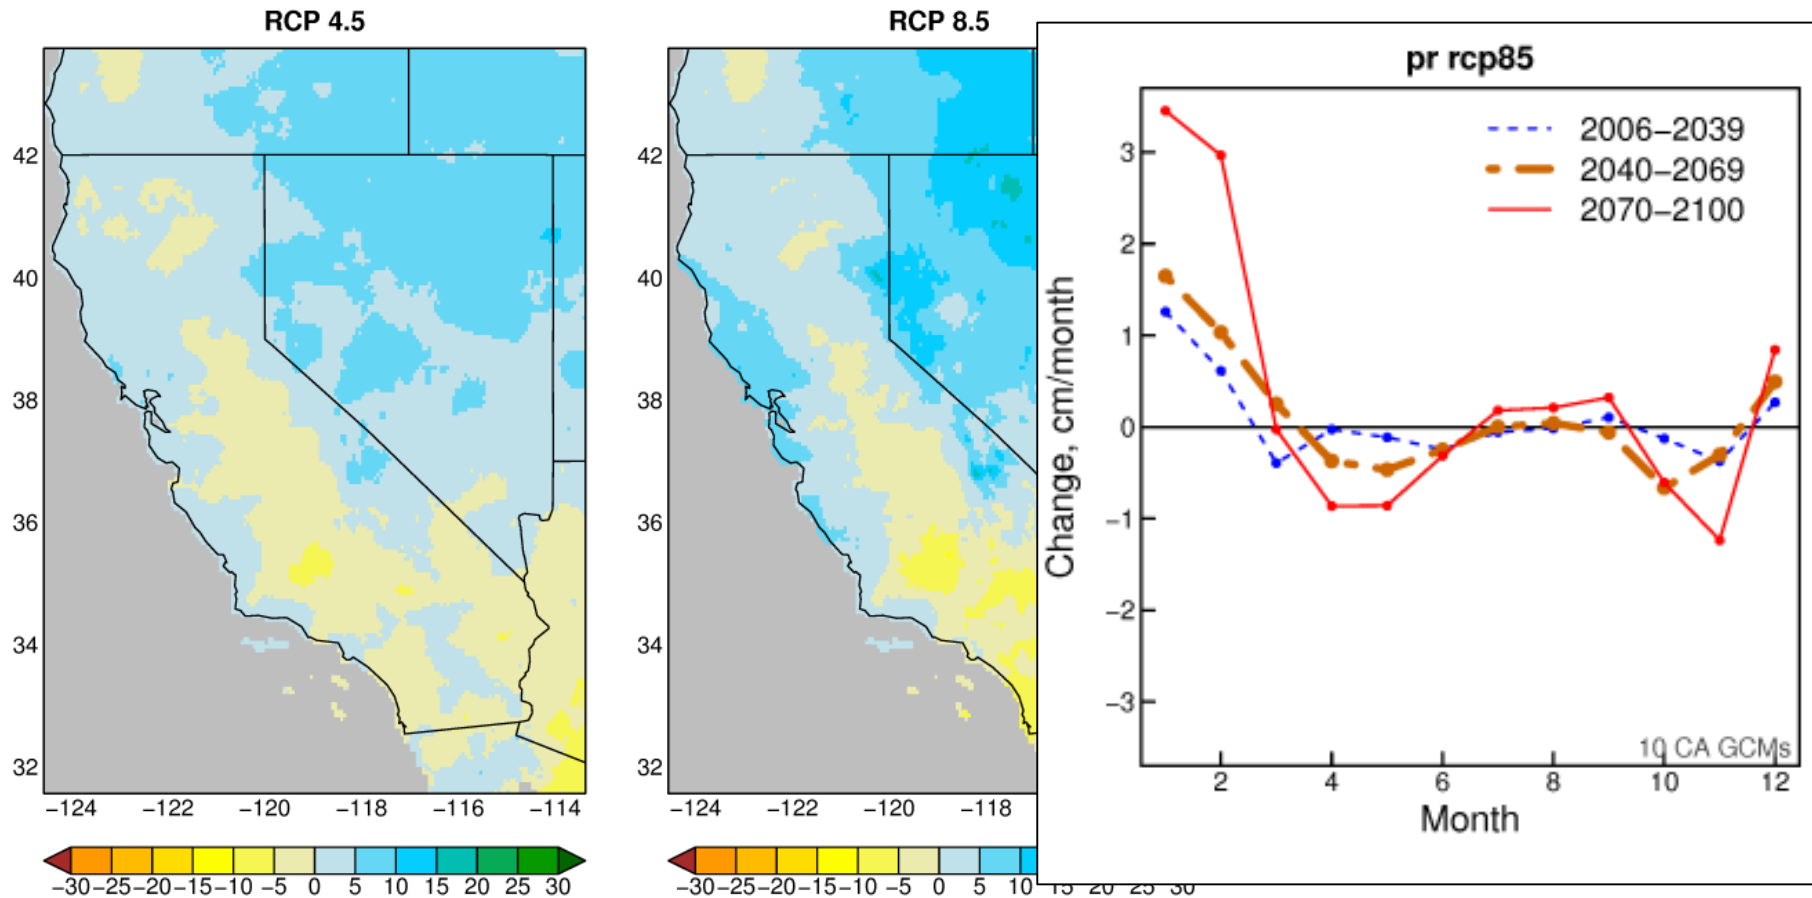 RCP 4.5
42
40
38
36
34
32
−124 −122 −120 −118 −116 −114
−30 −25 −20 −15 −10 −5 0 5 10 15 20 25 30
RCP 8.5
42
40
38
36
34
32
−124 −122 −120 −118
−30 −25 −20 −15 −10 −5 0 5 10 15 20 25 30
pr rcp85
2006−2039
2040−2069
2070−2100
3
2
1
0
−1
−2
−3
Change, cm/month
10 CA GCMs
2 4 6 8 10 12
Month